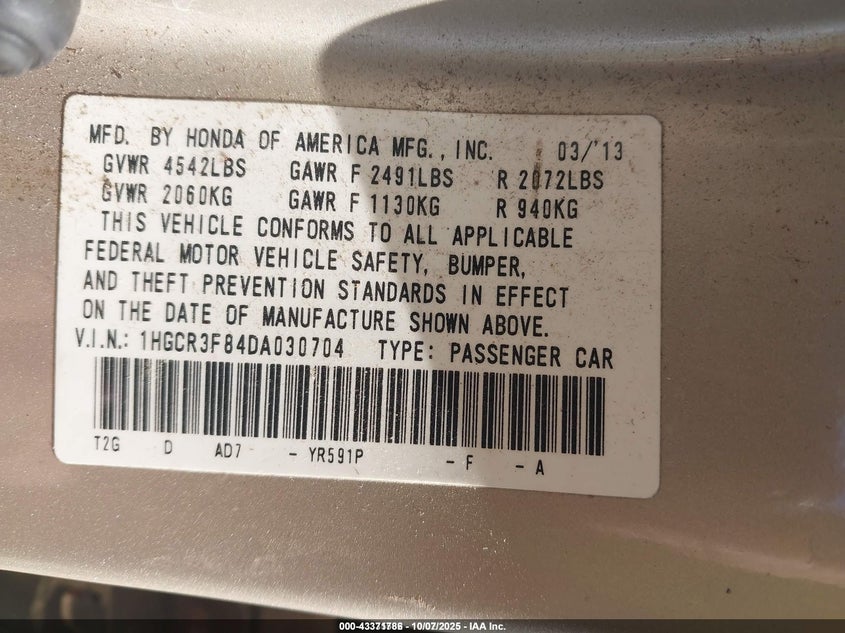 MFD. BY HONDA OF AMERICA MFG., INC. 03/'13
GVWR 4542LBS GAWR F 2491LBS R 2072LBS
GVWR 2060KG GAWR F 1130KG R 940KG
THIS VEHICLE CONFORMS TO ALL APPLICABLE
FEDERAL MOTOR VEHICLE SAFETY, BUMPER,
AND THEFT PREVENTION STANDARDS IN EFFECT
ON THE DATE OF MANUFACTURE SHOWN ABOVE.
V.I.N.: 1HGCR3F84DA030704 TYPE: PASSENGER CAR
T2G D AD7 - YR591P - F - A
10/07/2025 - IAA Inc.